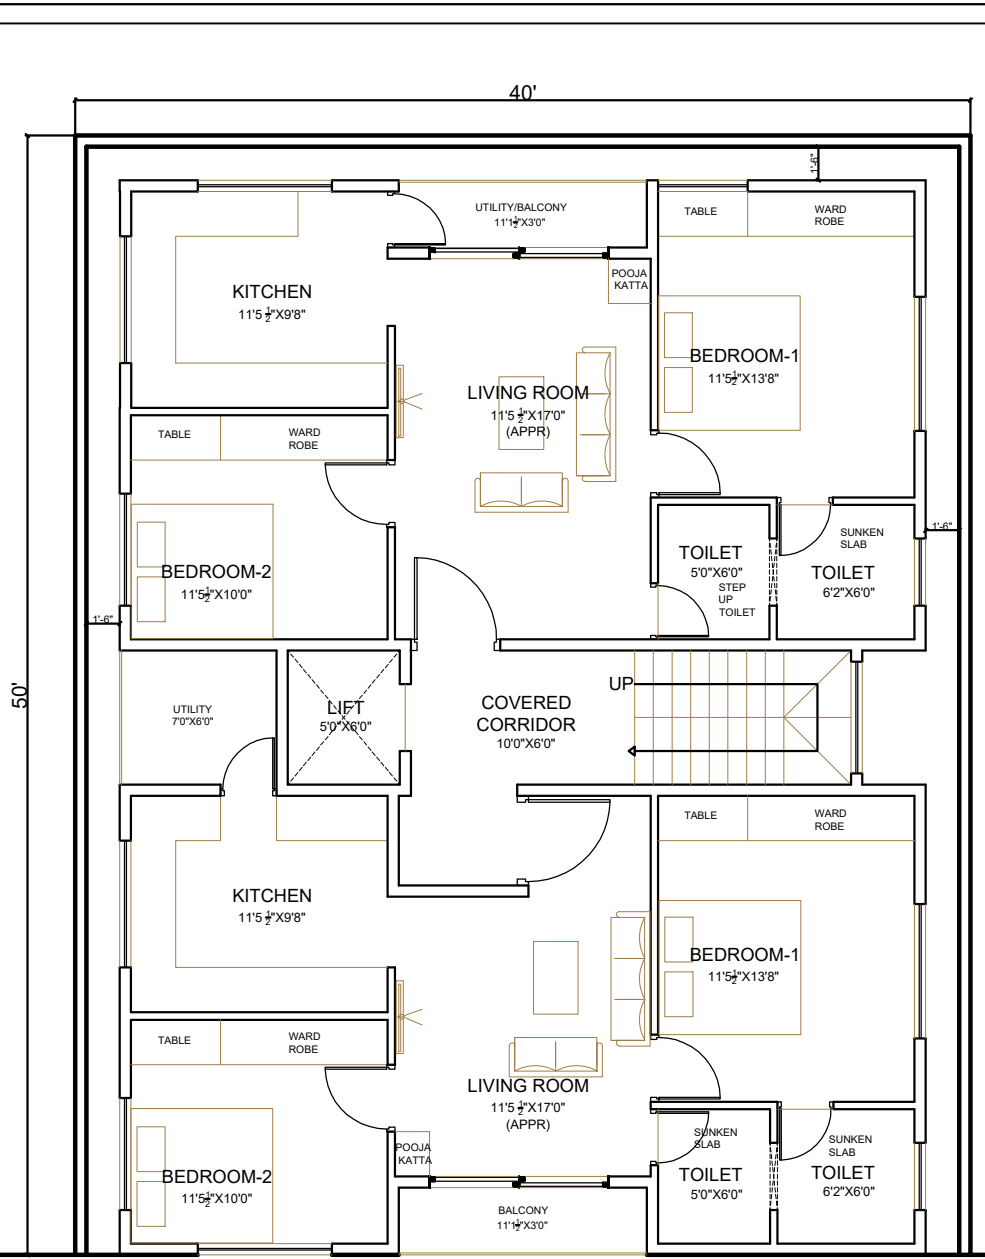 40'
1'-6"
UTILITY/BALCONY
11'1½"X3'0"
TABLE
WARD
ROBE
POOJA
KATTA
KITCHEN
11'5 ½"X9'8"
BEDROOM-1
11'5½"X13'8"
LIVING ROOM
11'5 ½"X17'0"
(APPR)
TABLE
WARD
ROBE
BEDROOM-2
11'5½"X10'0"
TOILET
5'0"X6'0"
STEP
UP
TOILET
SUNKEN
SLAB
TOILET
6'2"X6'0"
1'-6"
1'-6"
50'
UTILITY
7'0"X6'0"
LIFT
5'0"X6'0"
COVERED
CORRIDOR
10'0"X6'0"
UP
TABLE
WARD
ROBE
KITCHEN
11'5 ½"X9'8"
BEDROOM-1
11'5½"X13'8"
TABLE
WARD
ROBE
LIVING ROOM
11'5 ½"X17'0"
(APPR)
POOJA
KATTA
BEDROOM-2
11'5½"X10'0"
SUNKEN
SLAB
TOILET
5'0"X6'0"
SUNKEN
SLAB
TOILET
6'2"X6'0"
BALCONY
11'1½"X3'0"